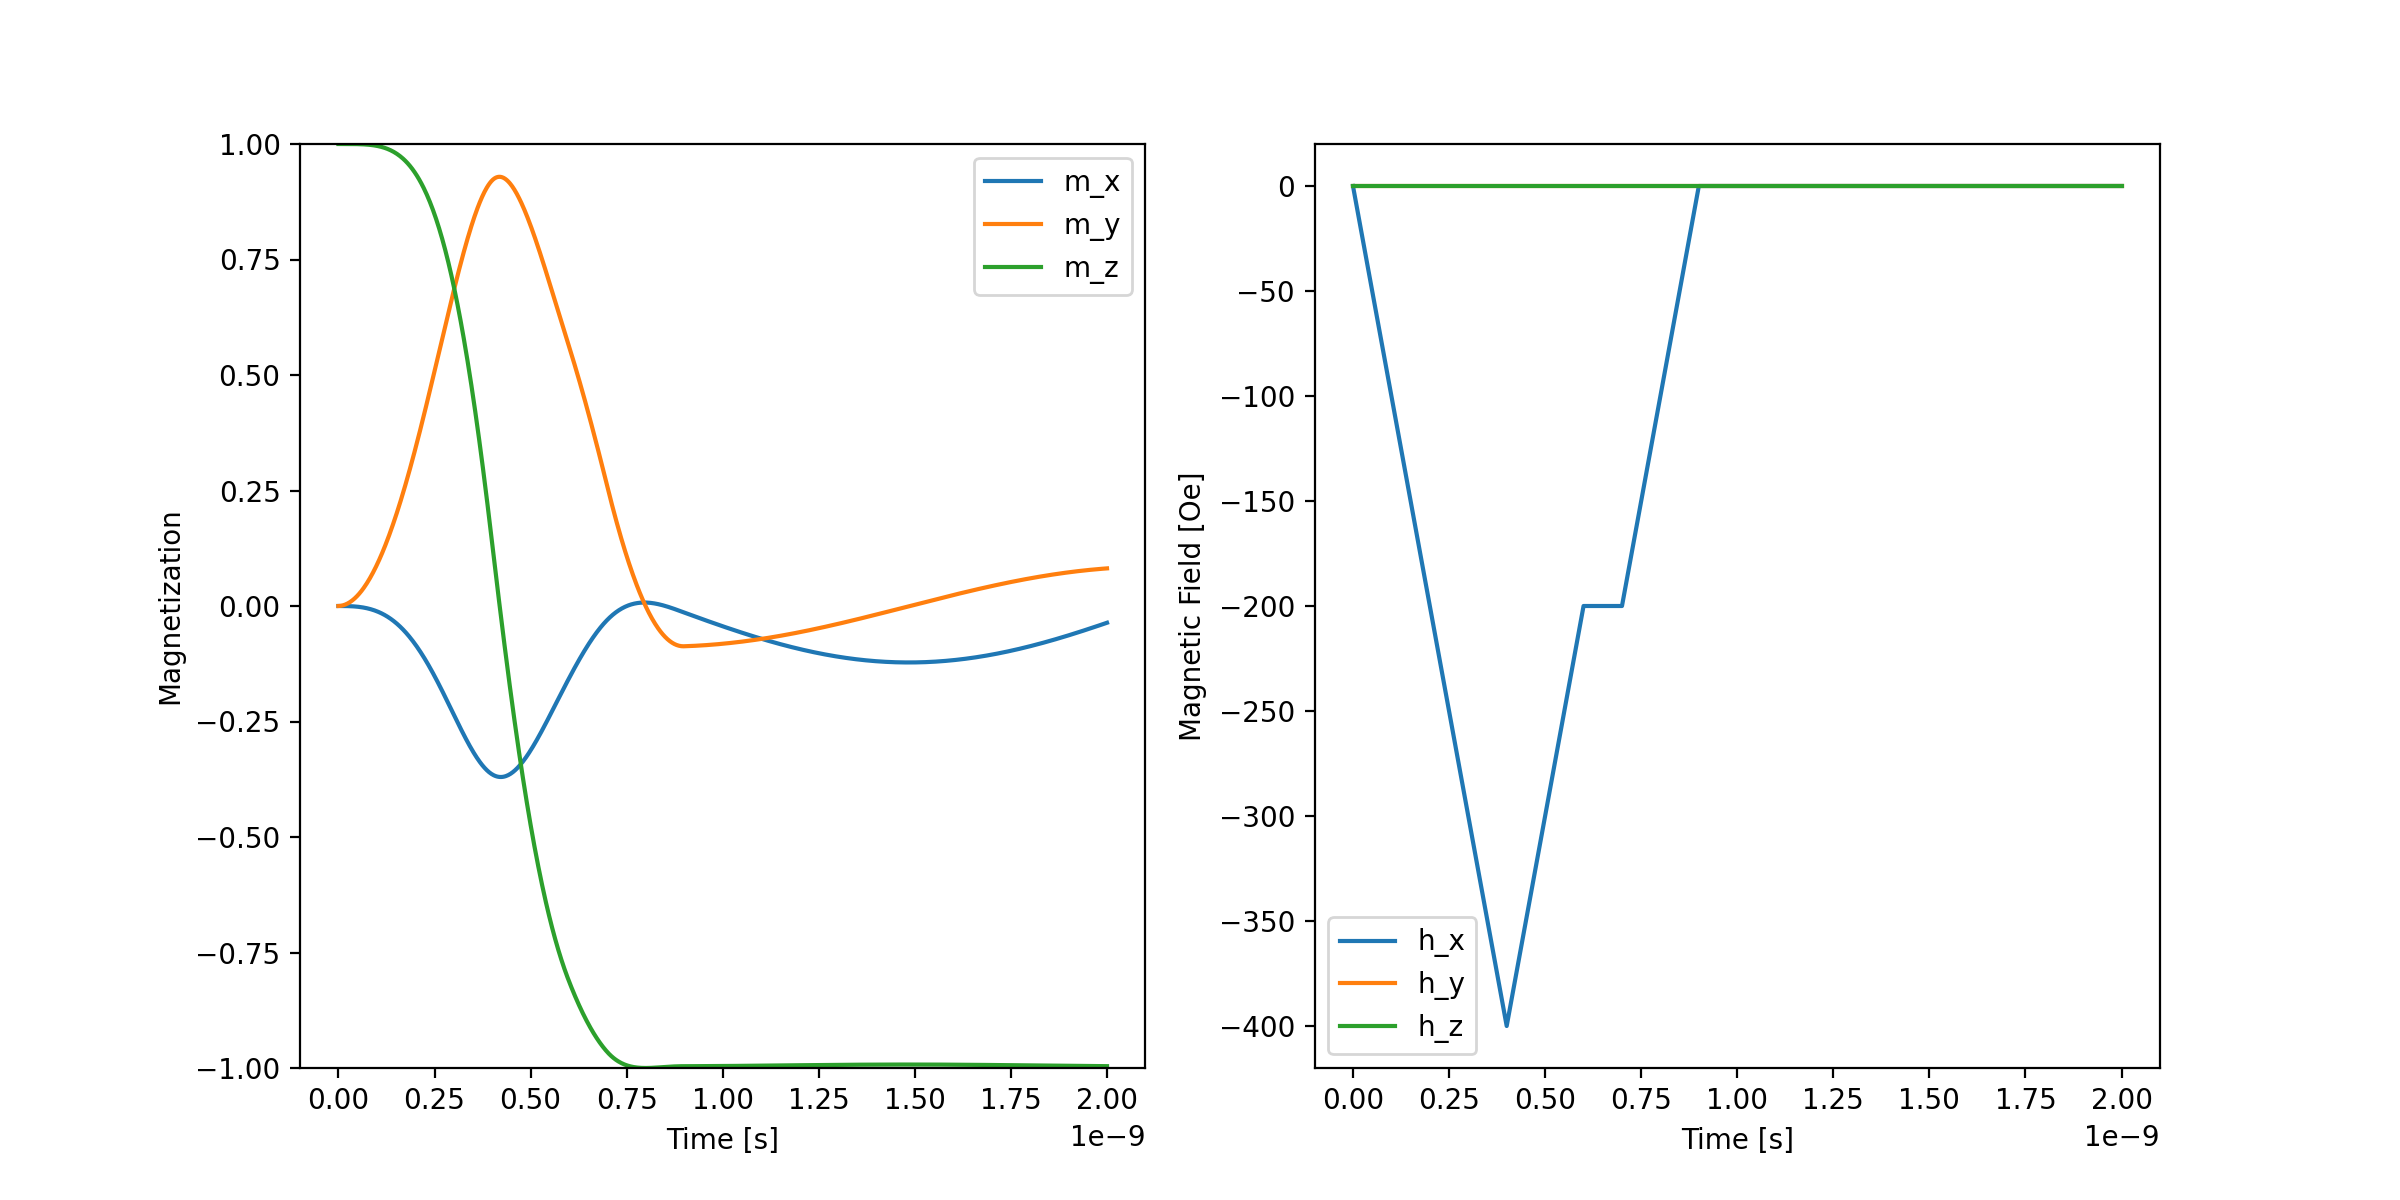 1.00
0.75
0.50
0.25
0.00
−0.25
−0.50
−0.75
−1.00
Magnetization
m_x
m_y
m_z
0.00 0.25 0.50 0.75 1.00 1.25 1.50 1.75 2.00
Time [s]
1e−9
0
−50
−100
−150
−200
−250
−300
−350
−400
Magnetic Field [Oe]
h_x
h_y
h_z
0.00 0.25 0.50 0.75 1.00 1.25 1.50 1.75 2.00
Time [s]
1e−9